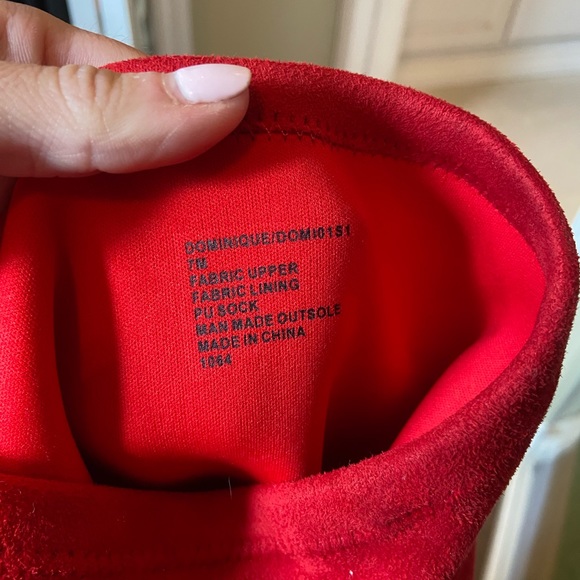 DOMINIQUE/DOMI01S1
7M
FABRIC UPPER
FABRIC LINING
PU SOCK
MAN MADE OUTSOLE
MADE IN CHINA
1064